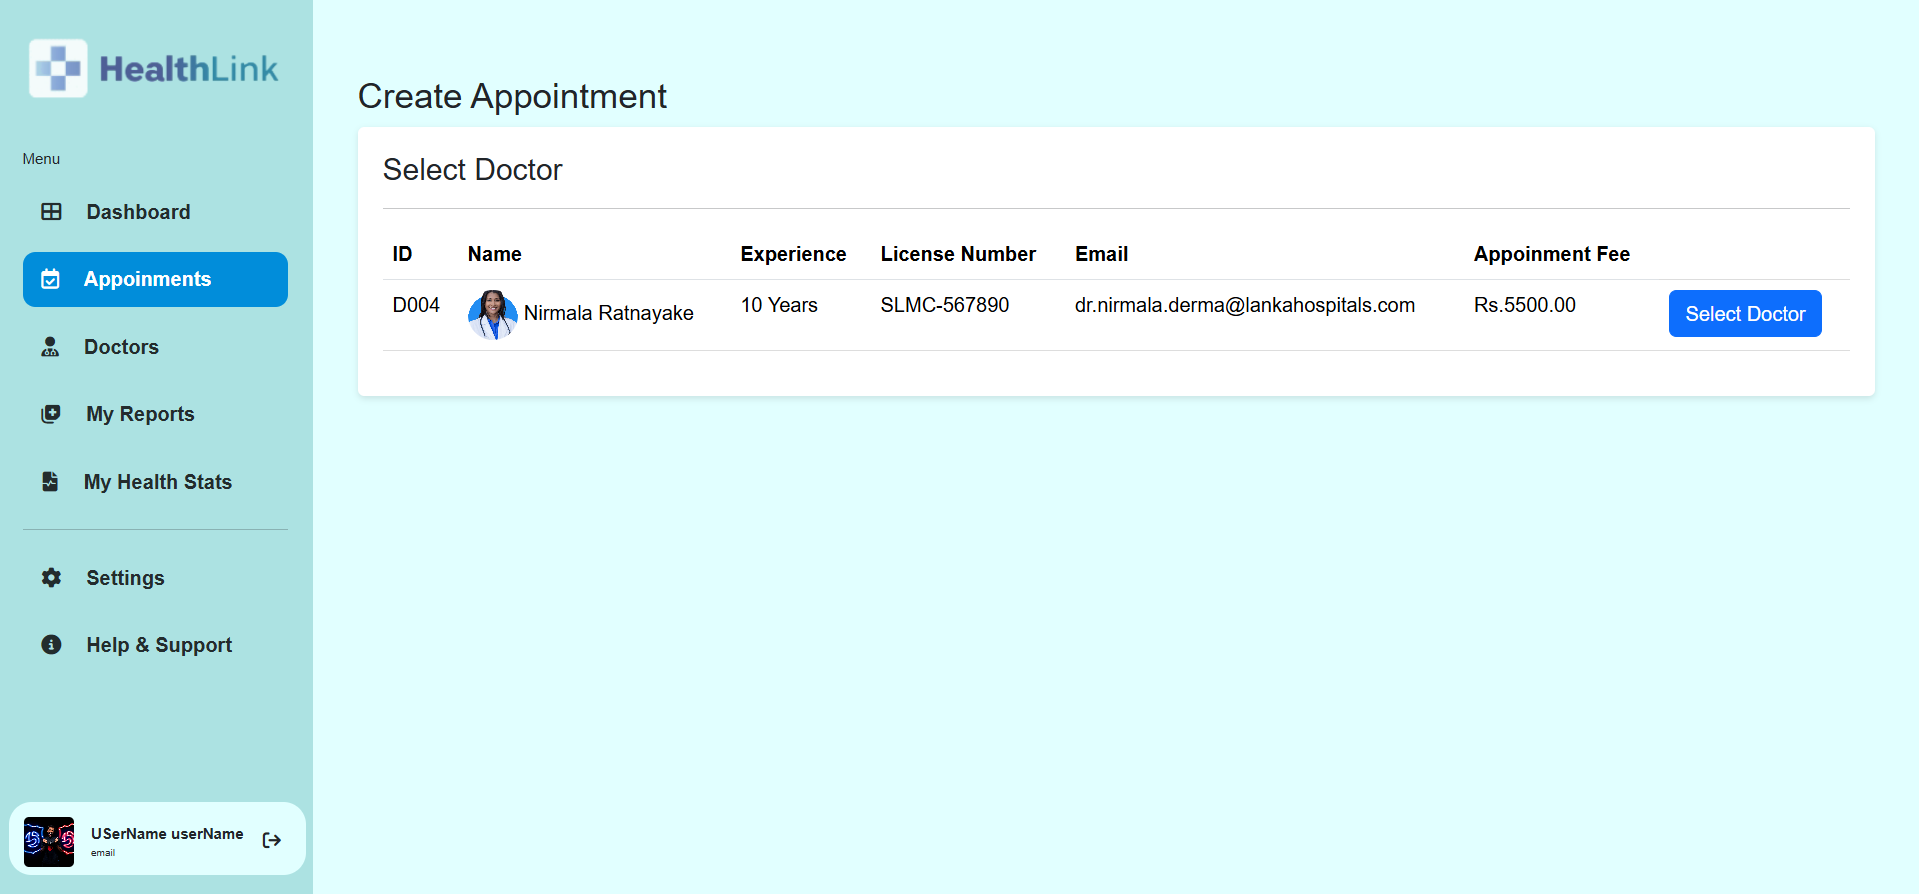 HealthLink
Menu
Dashboard
Appoinments
Doctors
My Reports
My Health Stats
Settings
Help & Support
USerName userName
email
Create Appointment
Select Doctor
ID Name Experience License Number Email Appoinment Fee
D004 Nirmala Ratnayake 10 Years SLMC-567890 dr.nirmala.derma@lankahospitals.com Rs.5500.00 Select Doctor